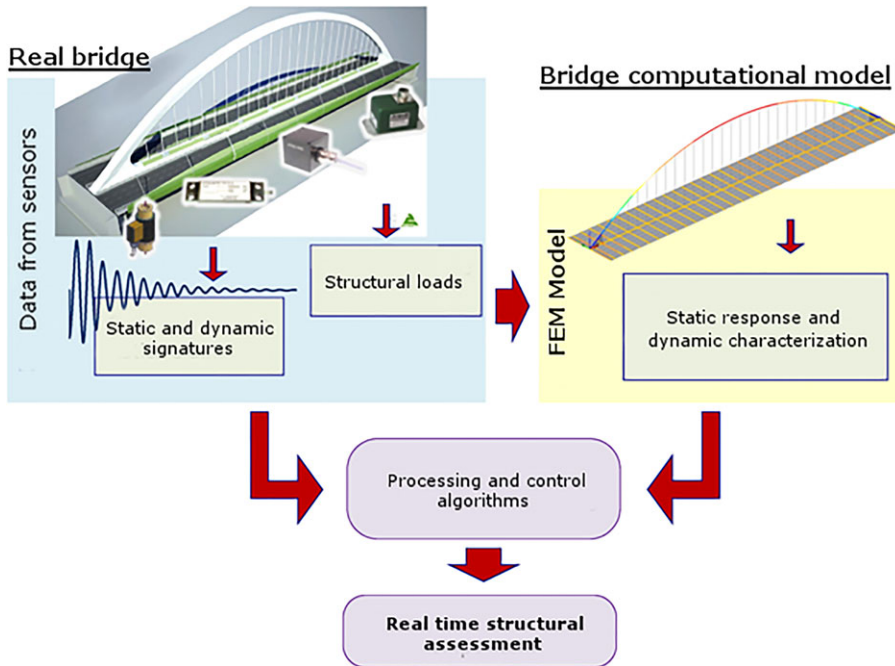 Real bridge
Bridge computational model
Data from sensors
Structural loads
Static and dynamic
signatures
FEM Model
Static response and
dynamic characterization
Processing and control
algorithms
Real time structural
assessment